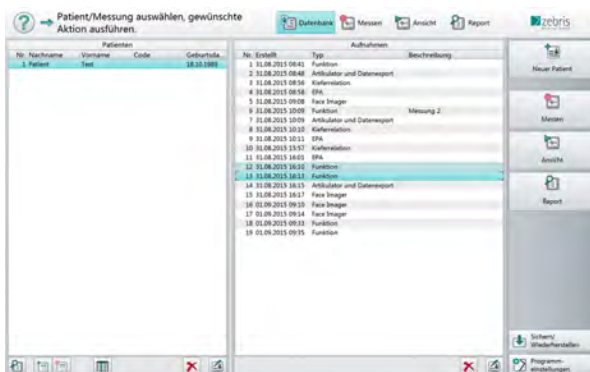 Patient/Messung auswählen, gewünschte
Aktion ausführen.
Datenbank Messen Ansicht Report
zebris
Patienten
Nr. Nachname Vorname Code Geburtsda...
1 Patient Test 18.10.1989
Aufnahmen
Nr. Erstellt Typ Beschreibung
1 31.08.2015 08:41 Funktion
2 31.08.2015 08:48 Artikulator und Datenexport
3 31.08.2015 08:56 Kieferrelation
4 31.08.2015 08:58 EPA
5 31.08.2015 09:08 Face Imager
6 31.08.2015 10:09 Funktion Messung 2
7 31.08.2015 10:09 Artikulator und Datenexport
8 31.08.2015 10:10 Kieferrelation
9 31.08.2015 10:11 EPA
10 31.08.2015 15:57 Kieferrelation
11 31.08.2015 16:01 EPA
12 31.08.2015 16:10 Funktion
13 31.08.2015 16:13 Funktion
14 31.08.2015 16:15 Artikulator und Datenexport
15 31.08.2015 16:17 Face Imager
16 01.09.2015 09:10 Face Imager
17 01.09.2015 09:14 Face Imager
18 01.09.2015 09:33 Funktion
19 01.09.2015 09:35 Funktion
Neuer Patient
Messen
Ansicht
Report
Sichern/
Wiederherstellen
Programm-
einstellungen